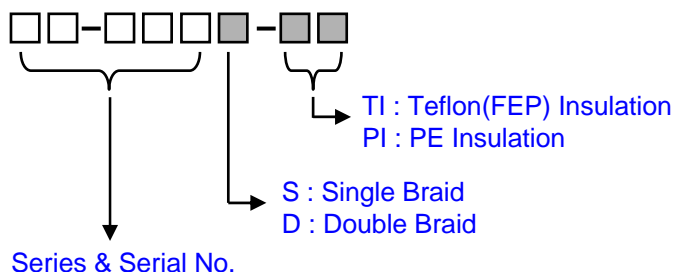 TI : Teflon(FEP) Insulation
PI : PE Insulation
S : Single Braid
D : Double Braid
Series & Serial No.